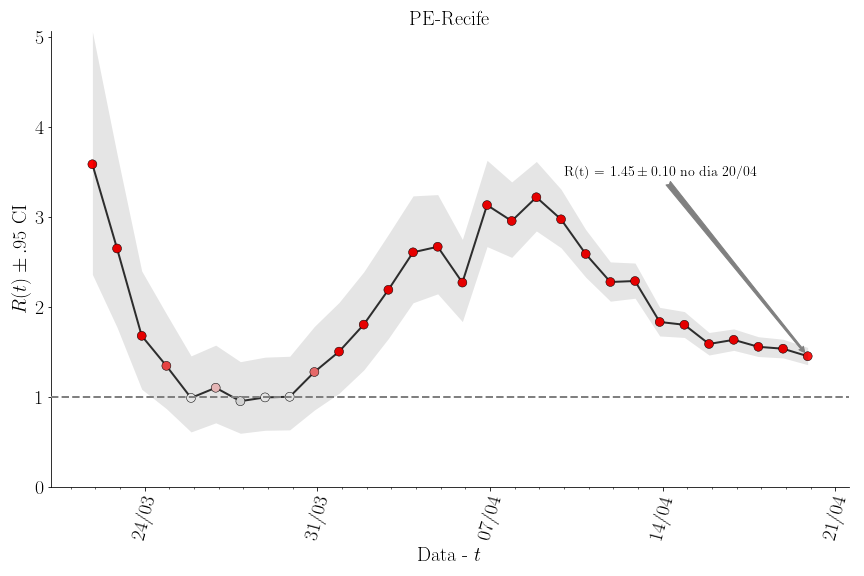 PE-Recife
5
4
3
2
1
0
R(t) ± .95 CI
R(t) = 1.45 ± 0.10 no dia 20/04
24/03
31/03
07/04
14/04
21/04
Data - t